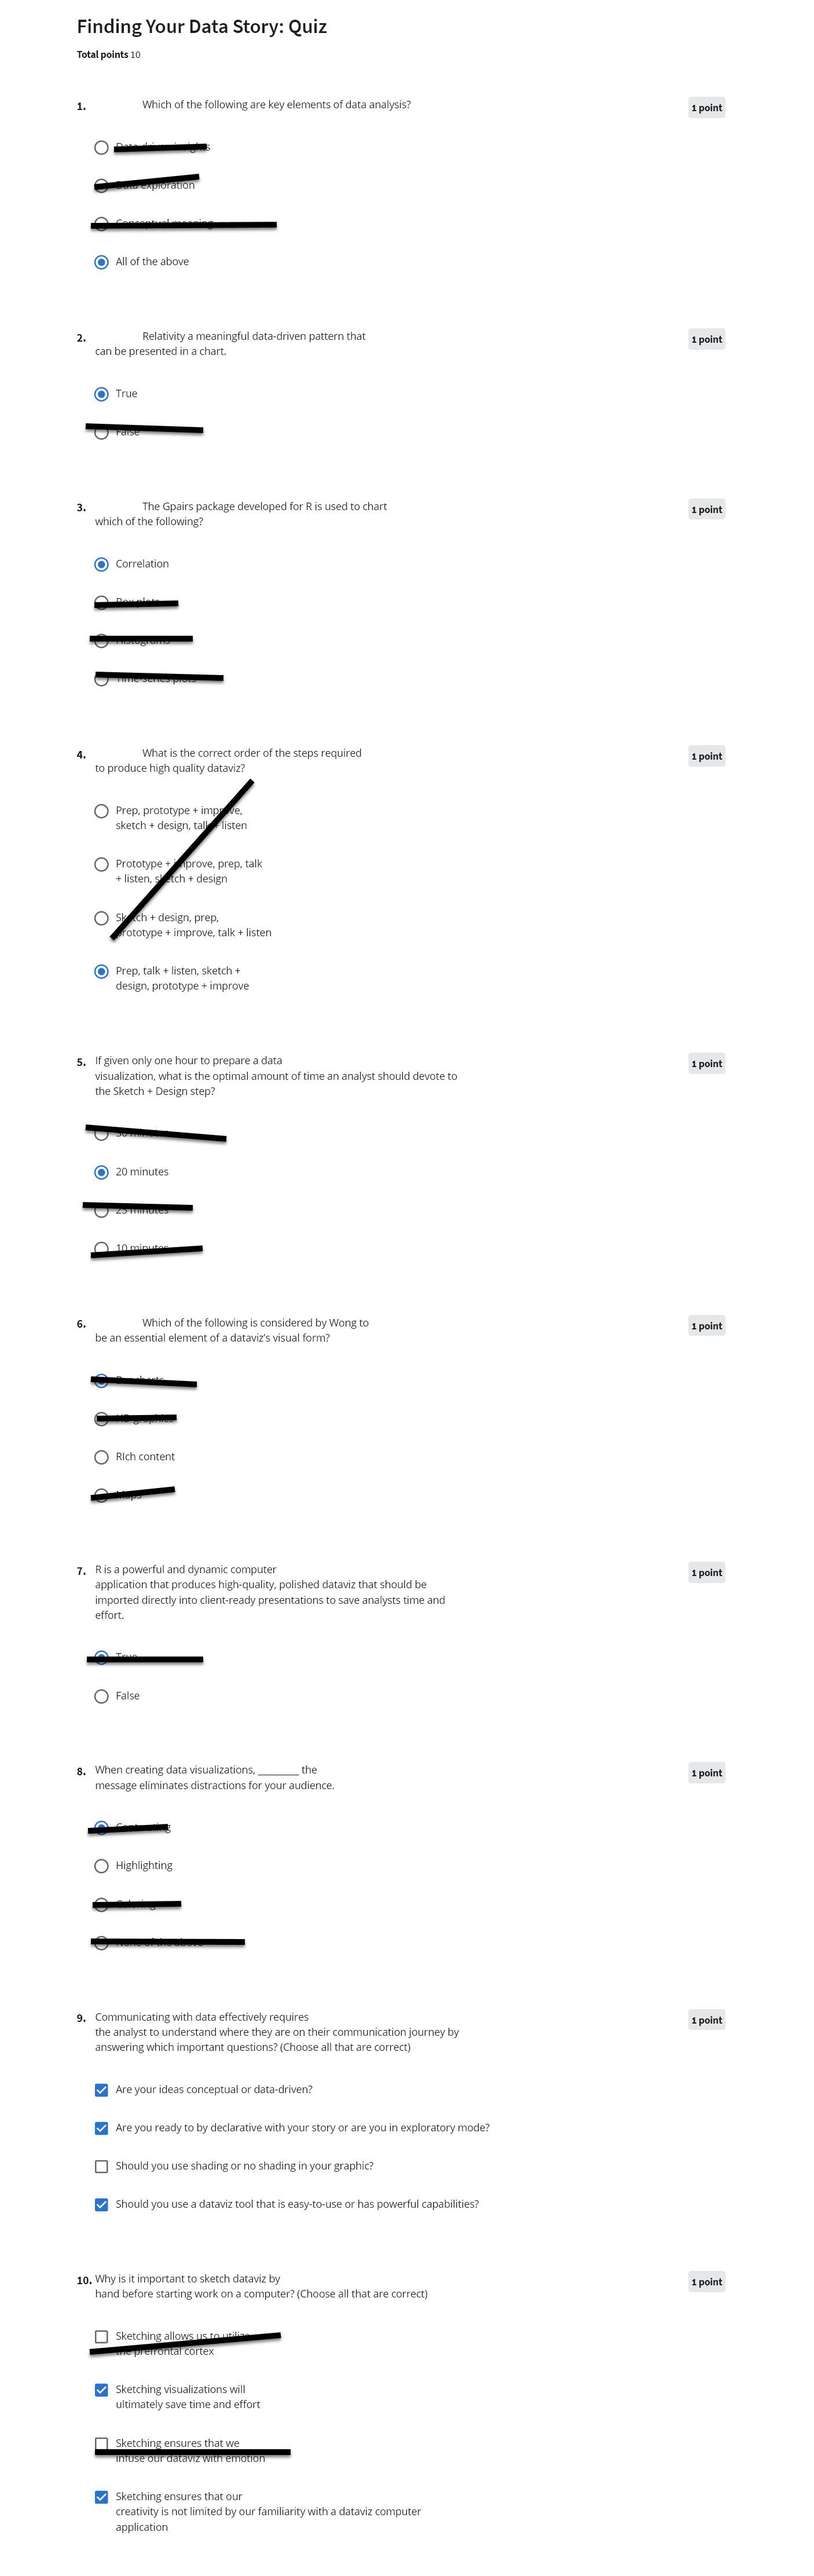 Finding Your Data Story: Quiz
Total points 10
1. Which of the following are key elements of data analysis? 1 point
exploration
All of the above
2. Relativity a meaningful data-driven pattern that 1 point
can be presented in a chart.
True
False
3. The Gpairs package developed for R is used to chart 1 point
which of the following?
Correlation
4. What is the correct order of the steps required 1 point
to produce high quality dataviz?
Prep, prototype + improve,
sketch + design, talk + listen
Prototype + improve, prep, talk
+ listen, sketch + design
Sketch + design, prep,
prototype + improve, talk + listen
Prep, talk + listen, sketch +
design, prototype + improve
5. If given only one hour to prepare a data 1 point
visualization, what is the optimal amount of time an analyst should devote to
the Sketch + Design step?
20 minutes
25 minutes
10 minutes
6. Which of the following is considered by Wong to 1 point
be an essential element of a dataviz's visual form?
RIch content
7. R is a powerful and dynamic computer 1 point
application that produces high-quality, polished dataviz that should be
imported directly into client-ready presentations to save analysts time and
effort.
True
False
8. When creating data visualizations, ________ the 1 point
message eliminates distractions for your audience.
Highlighting
9. Communicating with data effectively requires 1 point
the analyst to understand where they are on their communication journey by
answering which important questions? (Choose all that are correct)
Are your ideas conceptual or data-driven?
Are you ready to by declarative with your story or are you in exploratory mode?
Should you use shading or no shading in your graphic?
Should you use a dataviz tool that is easy-to-use or has powerful capabilities?
10. Why is it important to sketch dataviz by 1 point
hand before starting work on a computer? (Choose all that are correct)
Sketching allows us to utilize
the prefrontal cortex
Sketching visualizations will
ultimately save time and effort
Sketching ensures that we
infuse our dataviz with emotion
Sketching ensures that our
creativity is not limited by our familiarity with a dataviz computer
application